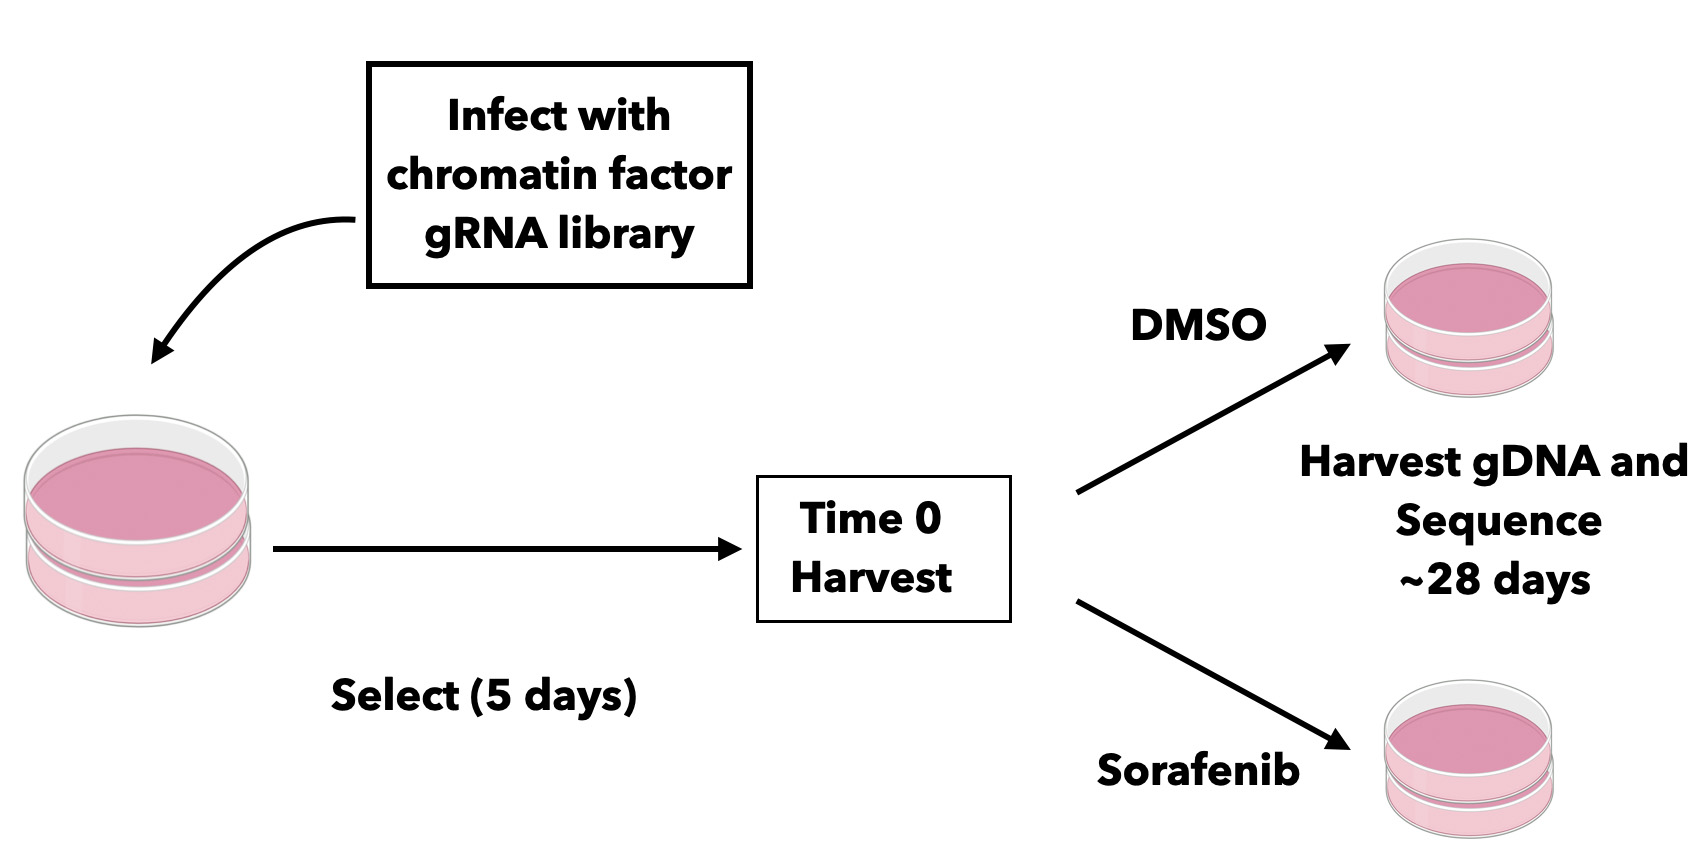 Infect with
chromatin factor
gRNA library
DMSO
Harvest gDNA and
Sequence
~28 days
Time 0
Harvest
Select (5 days)
Sorafenib